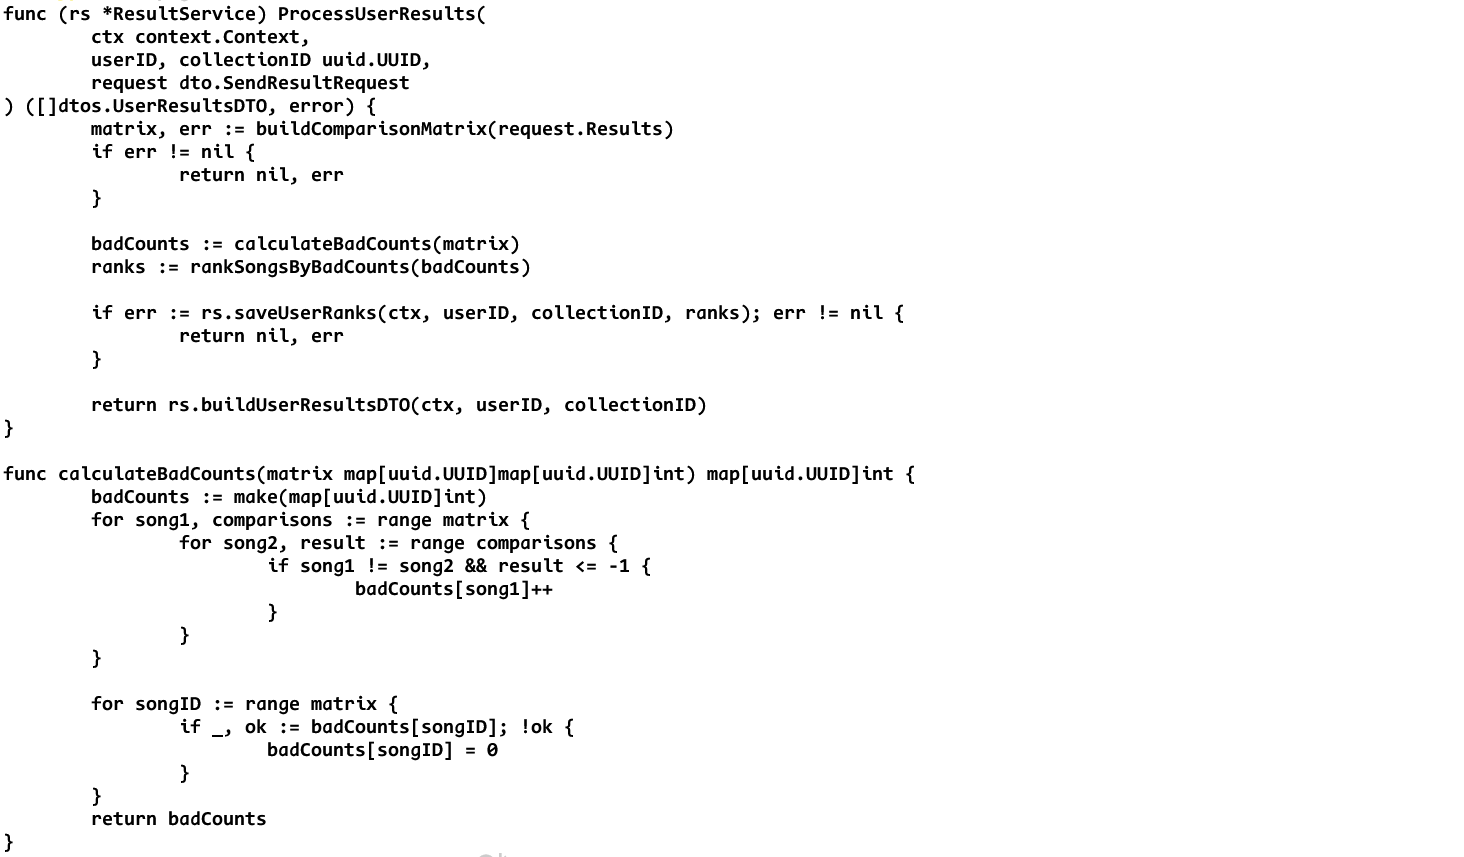 func (rs *ResultService) ProcessUserResults(
        ctx context.Context,
        userID, collectionID uuid.UUID,
        request dto.SendResultRequest
) ([]dtos.UserResultsDTO, error) {
        matrix, err := buildComparisonMatrix(request.Results)
        if err != nil {
                return nil, err
        }

        badCounts := calculateBadCounts(matrix)
        ranks := rankSongsByBadCounts(badCounts)

        if err := rs.saveUserRanks(ctx, userID, collectionID, ranks); err != nil {
                return nil, err
        }

        return rs.buildUserResultsDTO(ctx, userID, collectionID)
}

func calculateBadCounts(matrix map[uuid.UUID]map[uuid.UUID]int) map[uuid.UUID]int {
        badCounts := make(map[uuid.UUID]int)
        for song1, comparisons := range matrix {
                for song2, result := range comparisons {
                        if song1 != song2 && result <= -1 {
                                badCounts[song1]++
                        }
                }
        }

        for songID := range matrix {
                if _, ok := badCounts[songID]; !ok {
                        badCounts[songID] = 0
                }
        }
        return badCounts
}